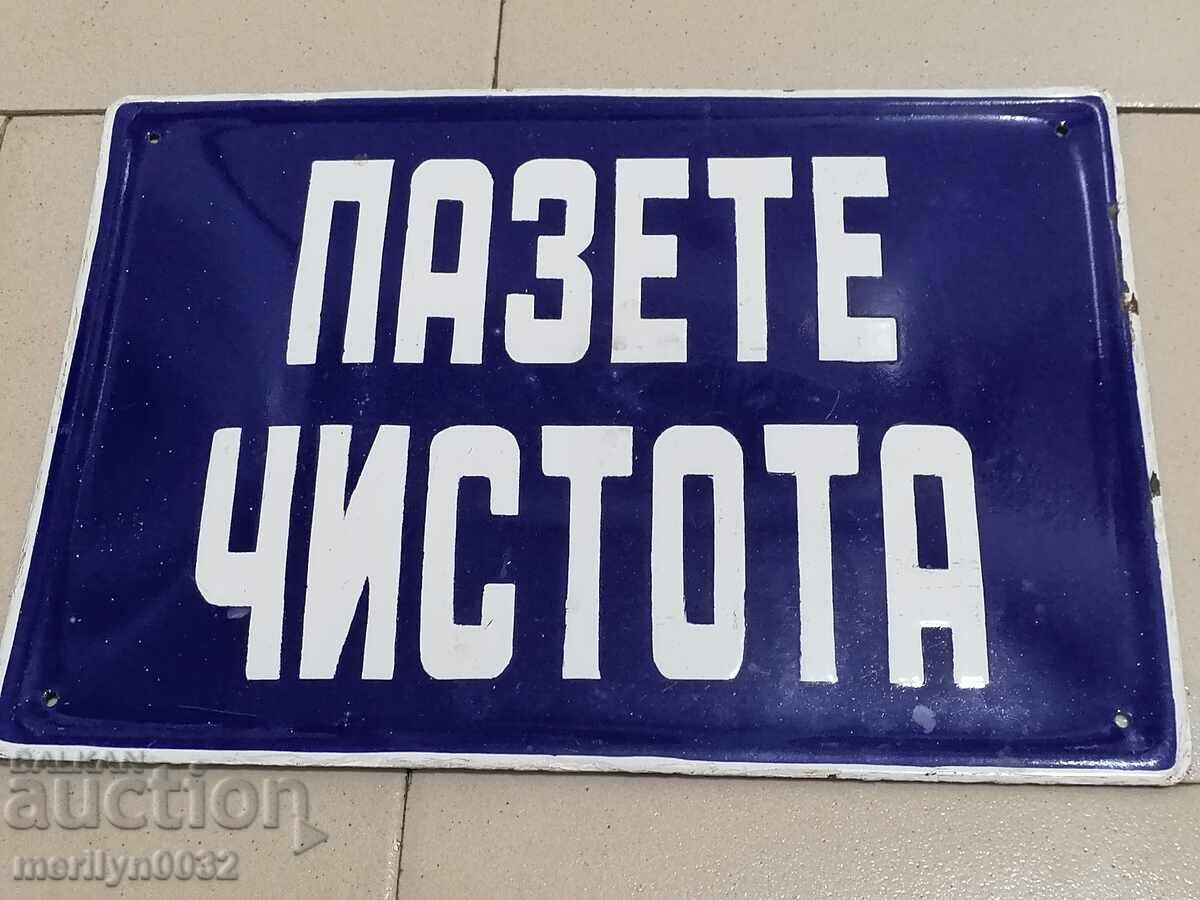 ПАЗЕТЕ
ЧИСТОТА
BALKAN
auction
merilyn0032